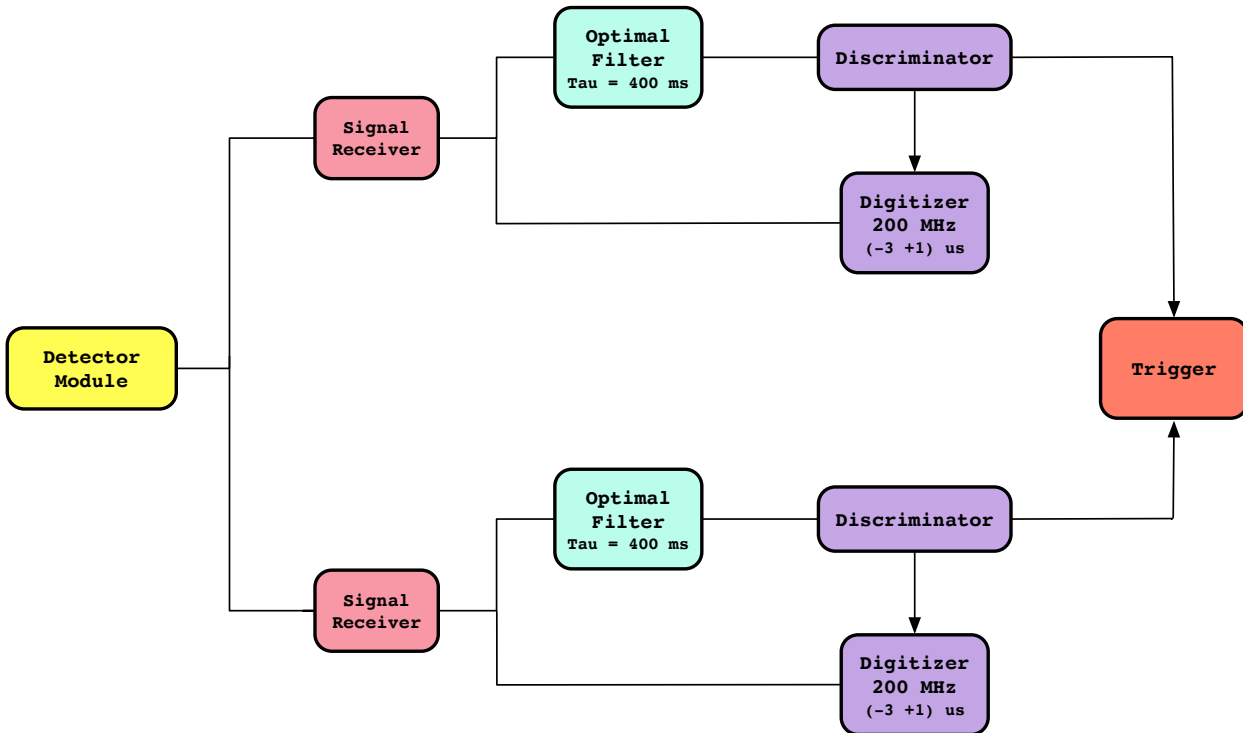 Optimal
Filter
Tau = 400 ms
Discriminator
Signal
Receiver
Digitizer
200 MHz
(-3 +1) us
Detector
Module
Trigger
Optimal
Filter
Tau = 400 ms
Discriminator
Signal
Receiver
Digitizer
200 MHz
(-3 +1) us